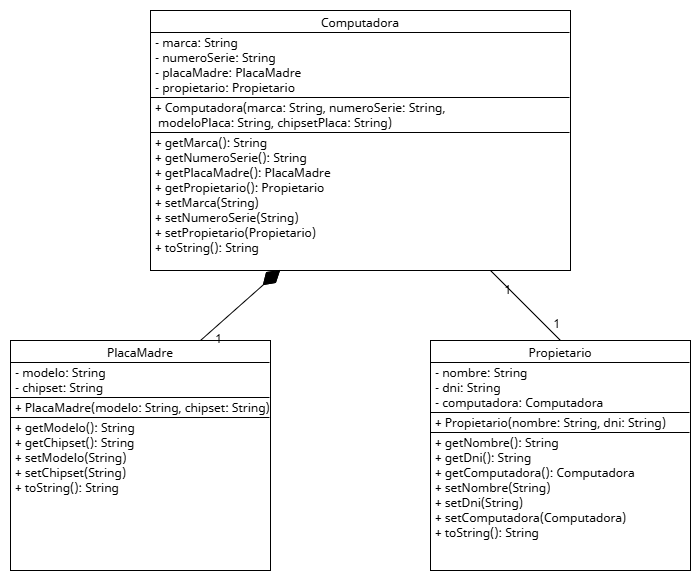 Computadora
- marca: String
- numeroSerie: String
- placaMadre: PlacaMadre
- propietario: Propietario
+ Computadora(marca: String, numeroSerie: String,
modeloPlaca: String, chipsetPlaca: String)
+ getMarca(): String
+ getNumeroSerie(): String
+ getPlacaMadre(): PlacaMadre
+ getPropietario(): Propietario
+ setMarca(String)
+ setNumeroSerie(String)
+ setPropietario(Propietario)
+ toString(): String
1
1
1
PlacaMadre
- modelo: String
- chipset: String
+ PlacaMadre(modelo: String, chipset: String)
+ getModelo(): String
+ getChipset(): String
+ setModelo(String)
+ setChipset(String)
+ toString(): String
Propietario
- nombre: String
- dni: String
- computadora: Computadora
+ Propietario(nombre: String, dni: String)
+ getNombre(): String
+ getDni(): String
+ getComputadora(): Computadora
+ setNombre(String)
+ setDni(String)
+ setComputadora(Computadora)
+ toString(): String